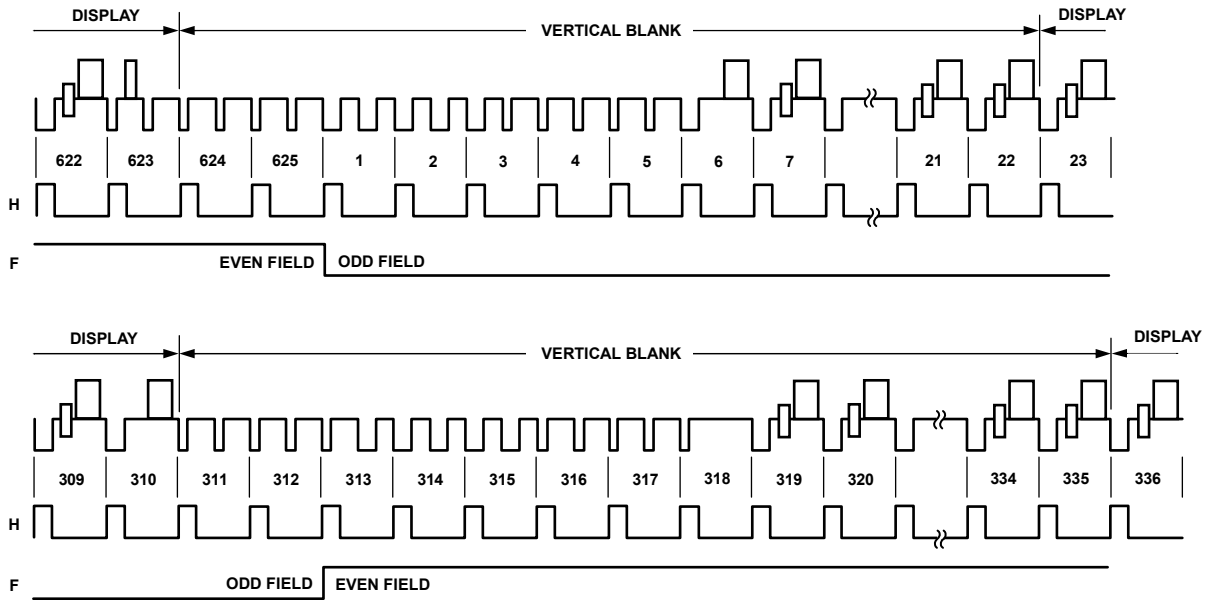 DISPLAY VERTICAL BLANK DISPLAY
622 623 624 625 1 2 3 4 5 6 7 21 22 23
H
F EVEN FIELD ODD FIELD
DISPLAY VERTICAL BLANK DISPLAY
309 310 311 312 313 314 315 316 317 318 319 320 334 335 336
H
F ODD FIELD EVEN FIELD